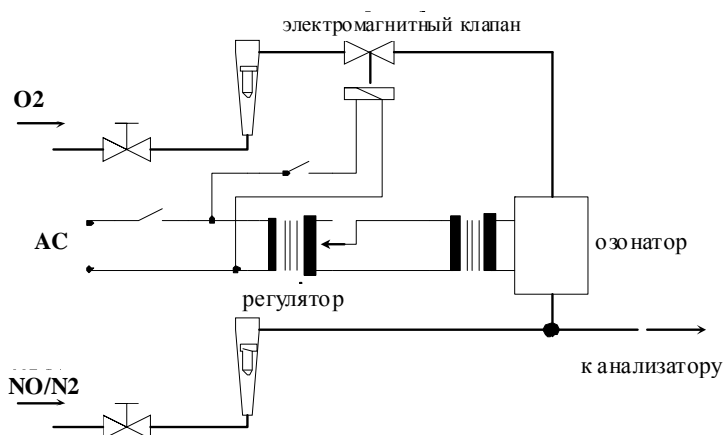 электромагнитный клапан
O2
AC
озонатор
регулятор
к анализатору
NO/N2